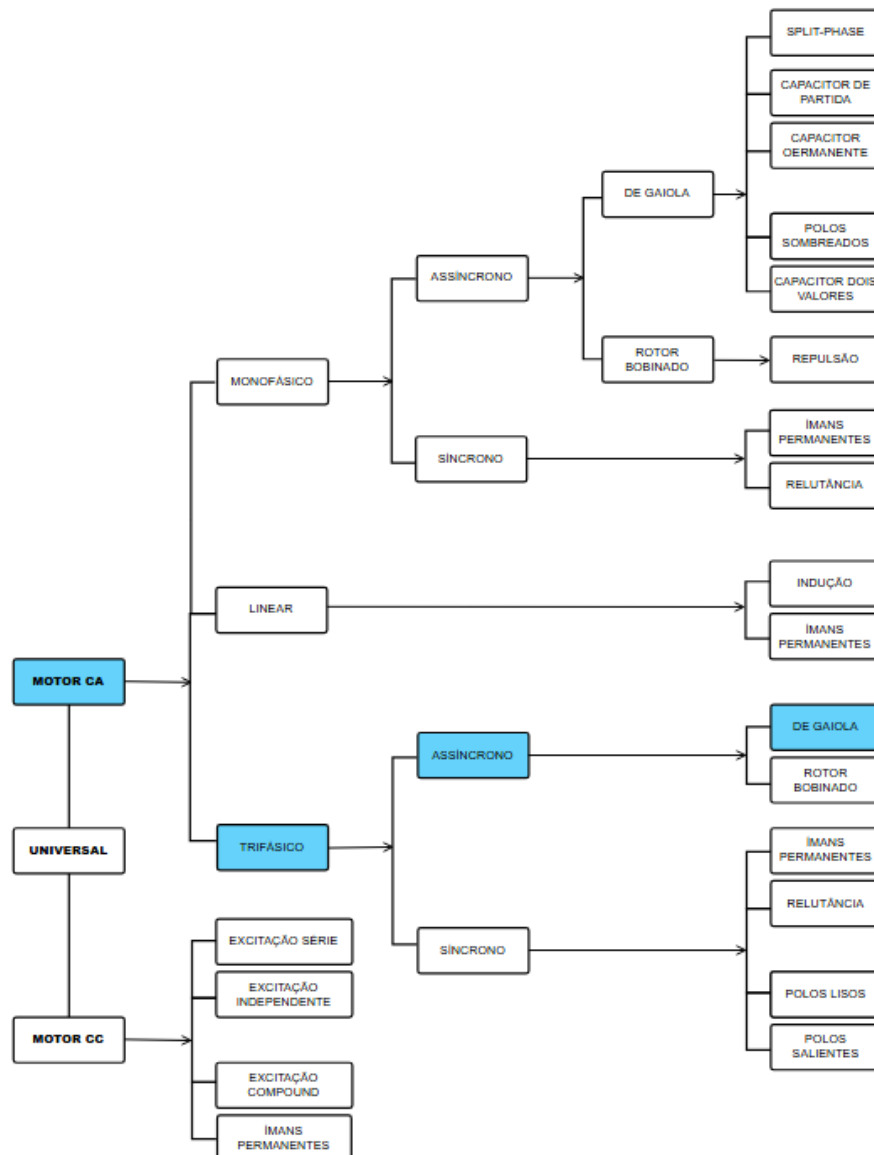 SPLIT-PHASE
CAPACITOR DE
PARTIDA
CAPACITOR
OERMANENTE
DE GAIOLA
POLOS
SOMBREADOS
ASSÍNCRONO
CAPACITOR DOIS
VALORES
ROTOR
BOBINADO
REPULSÃO
MONOFÁSICO
ÍMANS
PERMANENTES
SÍNCRONO
RELUTÂNCIA
INDUÇÃO
LINEAR
ÍMANS
PERMANENTES
MOTOR CA
DE GAIOLA
ASSÍNCRONO
ROTOR
BOBINADO
UNIVERSAL
TRIFÁSICO
ÍMANS
PERMANENTES
RELUTÂNCIA
EXCITAÇÃO SÉRIE
SÍNCRONO
EXCITAÇÃO
INDEPENDENTE
POLOS LISOS
MOTOR CC
POLOS
SALIENTES
EXCITAÇÃO
COMPOUND
ÍMANS
PERMANENTES